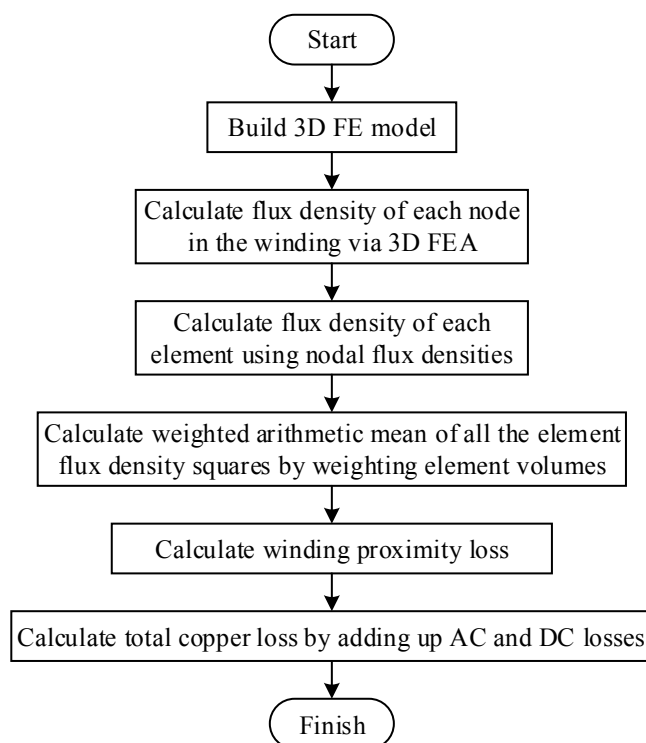 Start
Build 3D FE model
Calculate flux density of each node
in the winding via 3D FEA
Calculate flux density of each
element using nodal flux densities
Calculate weighted arithmetic mean of all the element
flux density squares by weighting element volumes
Calculate winding proximity loss
Calculate total copper loss by adding up AC and DC losses
Finish